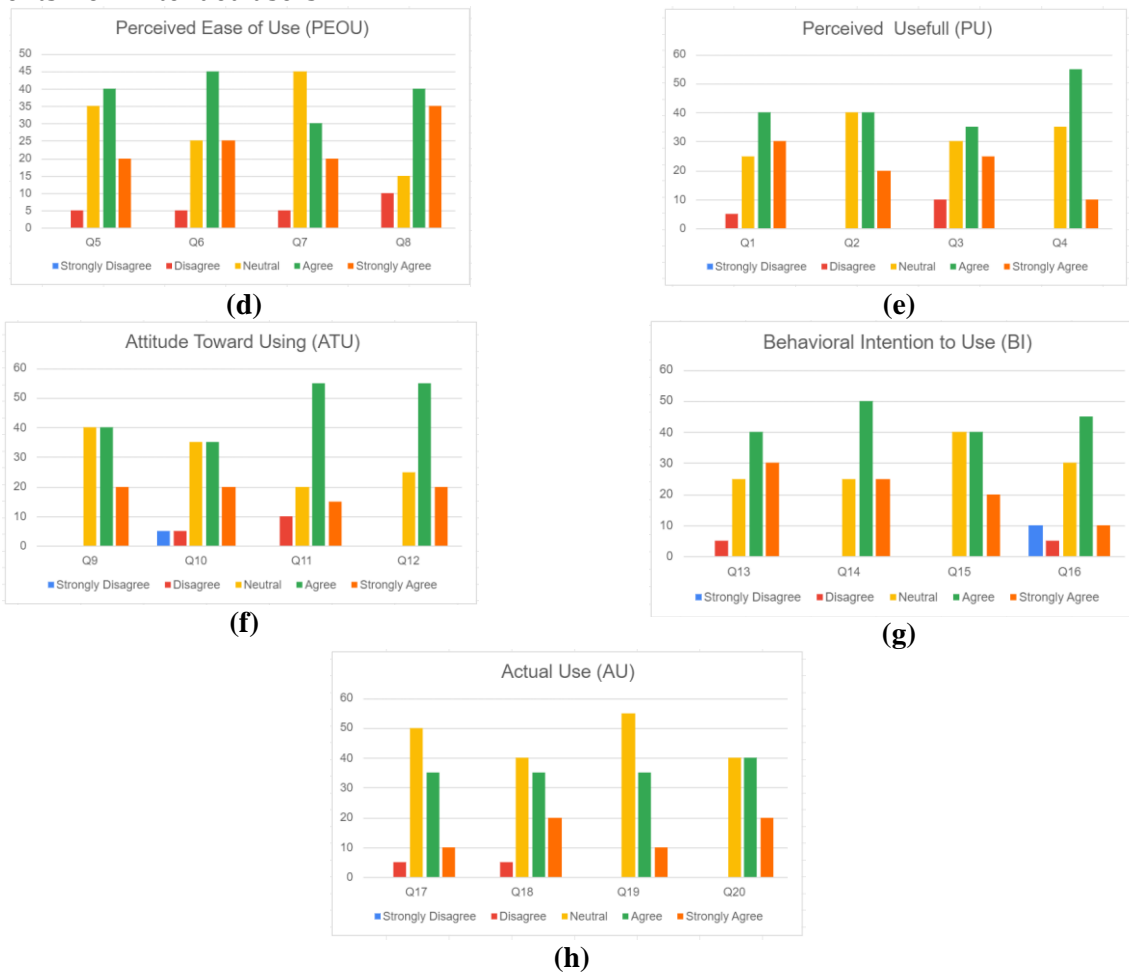 Perceived Ease of Use (PEOU)
50
45
40
35
30
25
20
15
10
5
0
Q5 Q6 Q7 Q8
Strongly Disagree Disagree Neutral Agree Strongly Agree
(d)
Perceived Usefull (PU)
60
50
40
30
20
10
0
Q1 Q2 Q3 Q4
Strongly Disagree Disagree Neutral Agree Strongly Agree
(e)
Attitude Toward Using (ATU)
60
50
40
30
20
10
0
Q9 Q10 Q11 Q12
Strongly Disagree Disagree Neutral Agree Strongly Agree
(f)
Behavioral Intention to Use (BI)
60
50
40
30
20
10
0
Q13 Q14 Q15 Q16
Strongly Disagree Disagree Neutral Agree Strongly Agree
(g)
Actual Use (AU)
60
50
40
30
20
10
0
Q17 Q18 Q19 Q20
Strongly Disagree Disagree Neutral Agree Strongly Agree
(h)